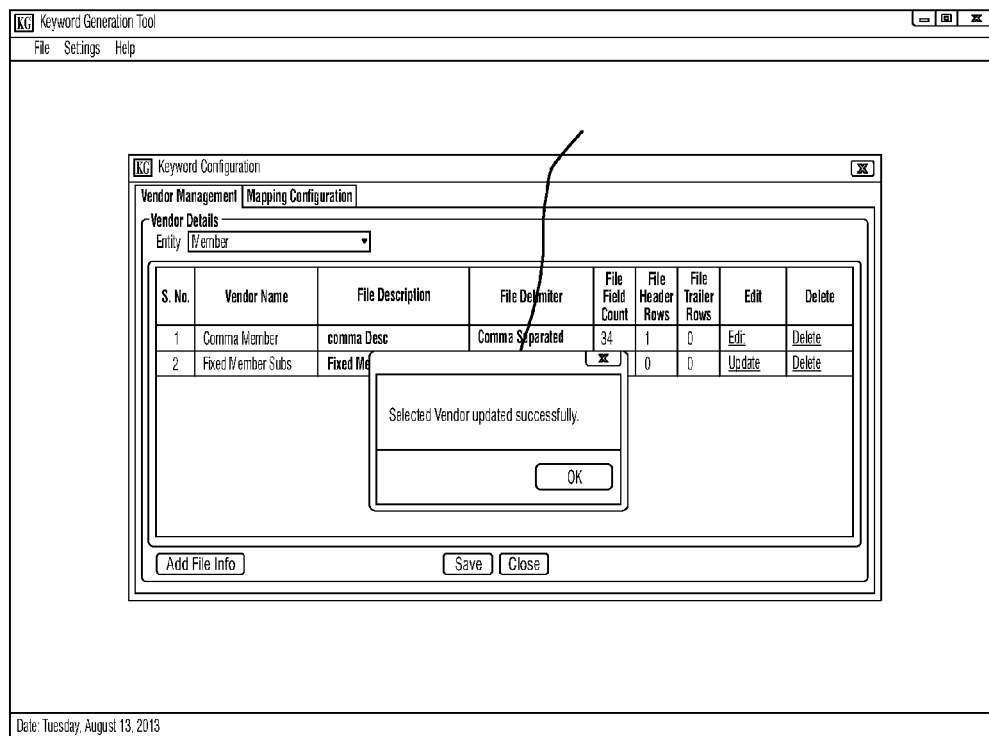 KG Keyword Generation Tool
File Settings Help
KG Keyword Configuration
Vendor Management Mapping Configuration
Vendor Details
Entity Member
S. No. Vendor Name File Description File Delimiter File Field Count File Header Rows File Trailer Rows Edit Delete
1 Comma Member comma Desc Comma Separated 34 1 0 Edit Delete
2 Fixed Member Subs Fixed 0 0 Update Delete
Selected Vendor updated successfully.
OK
Add File Info Save Close
Date: Tuesday, August 13, 2013